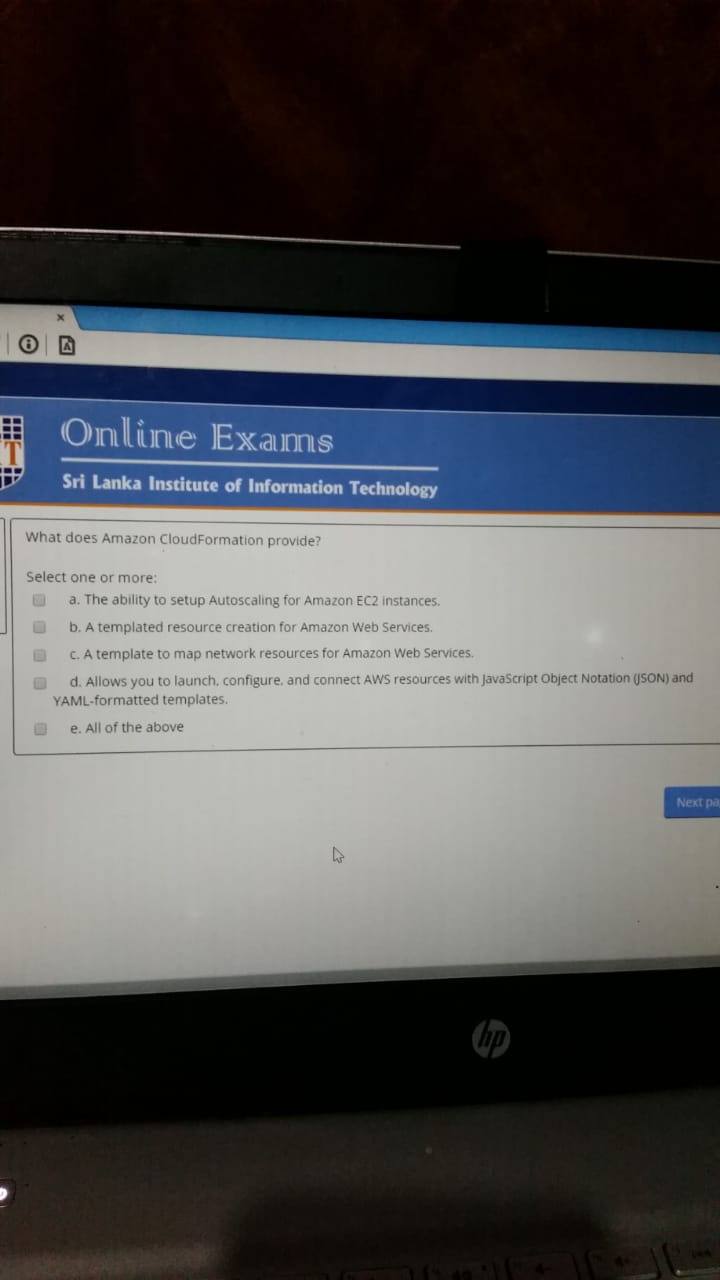 Online Exams
Sri Lanka Institute of Information Technology
What does Amazon CloudFormation provide?
Select one or more:
a. The ability to setup Autoscaling for Amazon EC2 instances.
b. A templated resource creation for Amazon Web Services.
c. A template to map network resources for Amazon Web Services.
d. Allows you to launch, configure, and connect AWS resources with JavaScript Object Notation (JSON) and
YAML-formatted templates.
e. All of the above
Next pa
hp